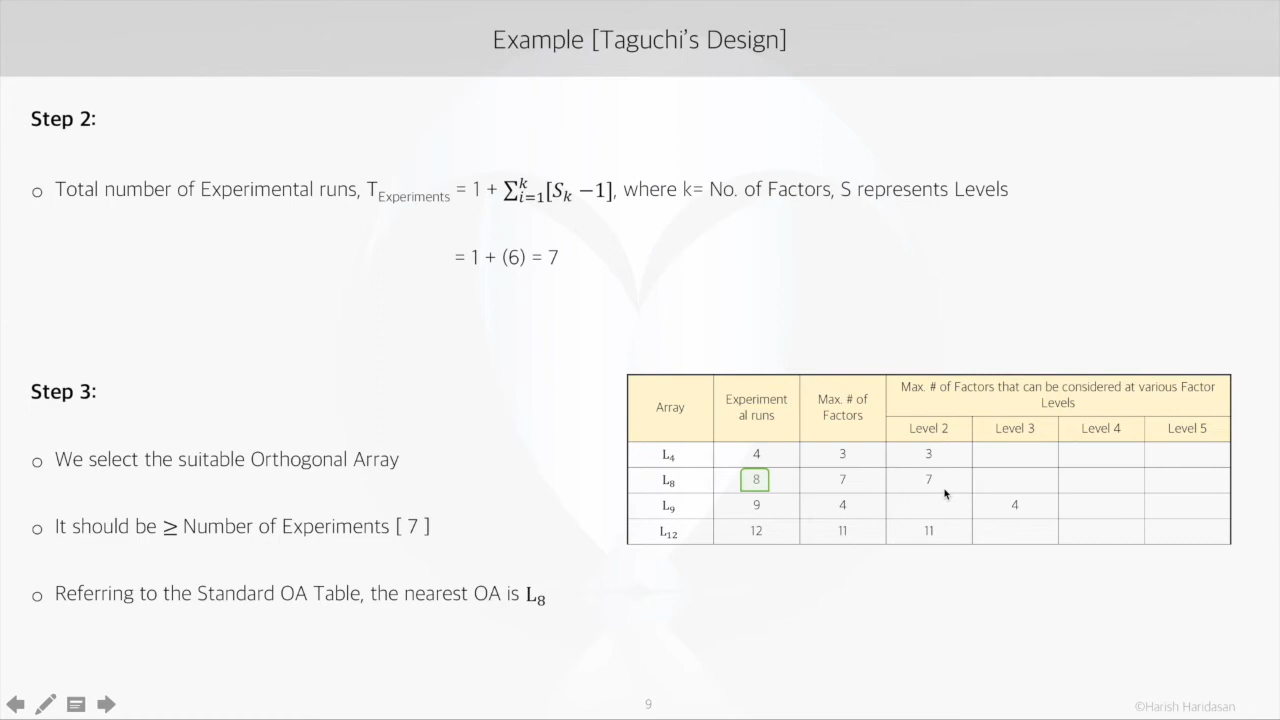 Example [Taguchi’s Design]
Step 2:
○ Total number of Experimental runs, T_Experiments = 1 + ∑_{i=1}^{k}[S_k −1], where k= No. of Factors, S represents Levels
= 1 + (6) = 7
Step 3:
○ We select the suitable Orthogonal Array
○ It should be ≥ Number of Experiments [ 7 ]
○ Referring to the Standard OA Table, the nearest OA is L₈
Array | Experiment al runs | Max. # of Factors | Max. # of Factors that can be considered at various Factor Levels
Level 2 | Level 3 | Level 4 | Level 5
L₄ | 4 | 3 | 3
L₈ | 8 | 7 | 7
L₉ | 9 | 4 | | 4
L₁₂ | 12 | 11 | 11
9
©Harish Haridasan